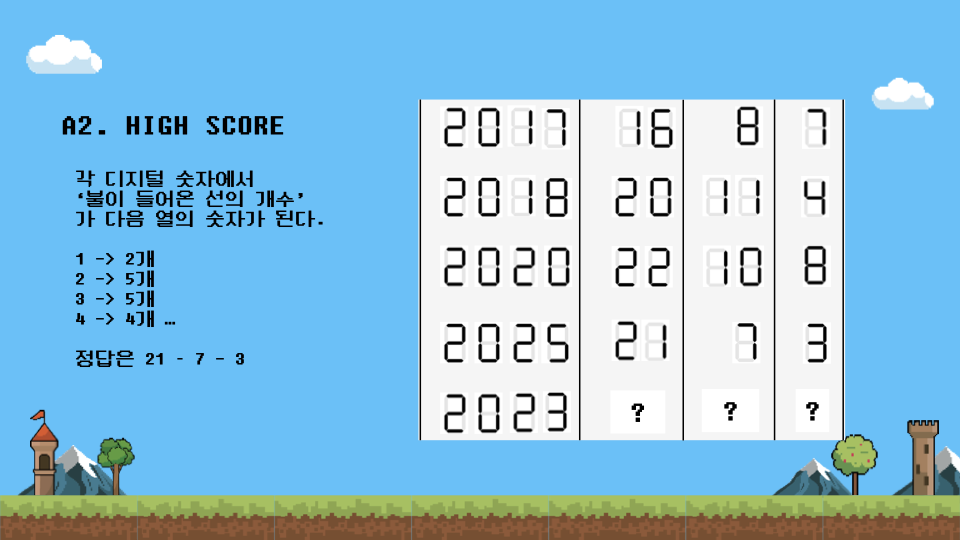 A2. HIGH SCORE
각 디지털 숫자에서
‘불이 들어온 선의 개수’
가 다음 열의 숫자가 된다.
1 -> 2개
2 -> 5개
3 -> 5개
4 -> 4개 …
정답은 21 - 7 - 3
2017 16 8 7
2018 20 11 4
2020 22 10 8
2025 21 7 3
2023 ? ? ?